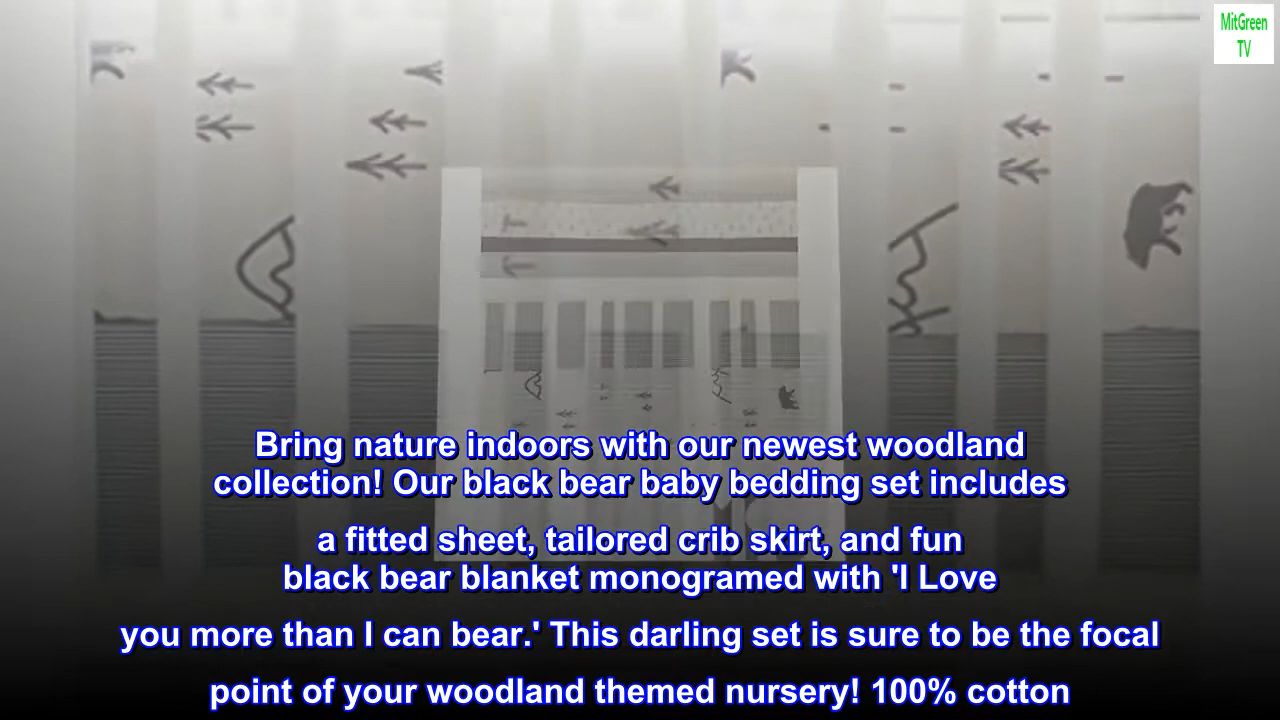 MitGreen
TV
Bring nature indoors with our newest woodland
collection! Our black bear baby bedding set includes
a fitted sheet, tailored crib skirt, and fun
black bear blanket monogramed with 'I Love
you more than I can bear.' This darling set is sure to be the focal
point of your woodland themed nursery! 100% cotton